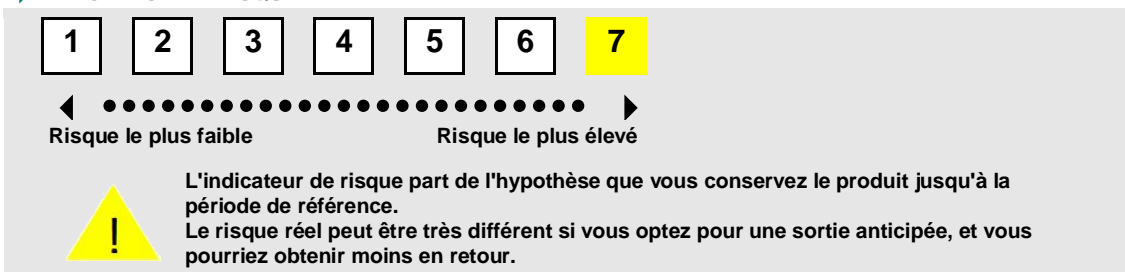 1 2 3 4 5 6 7
Risque le plus faible Risque le plus élevé
L'indicateur de risque part de l'hypothèse que vous conservez le produit jusqu'à la
période de référence.
Le risque réel peut être très différent si vous optez pour une sortie anticipée, et vous
pourriez obtenir moins en retour.
!